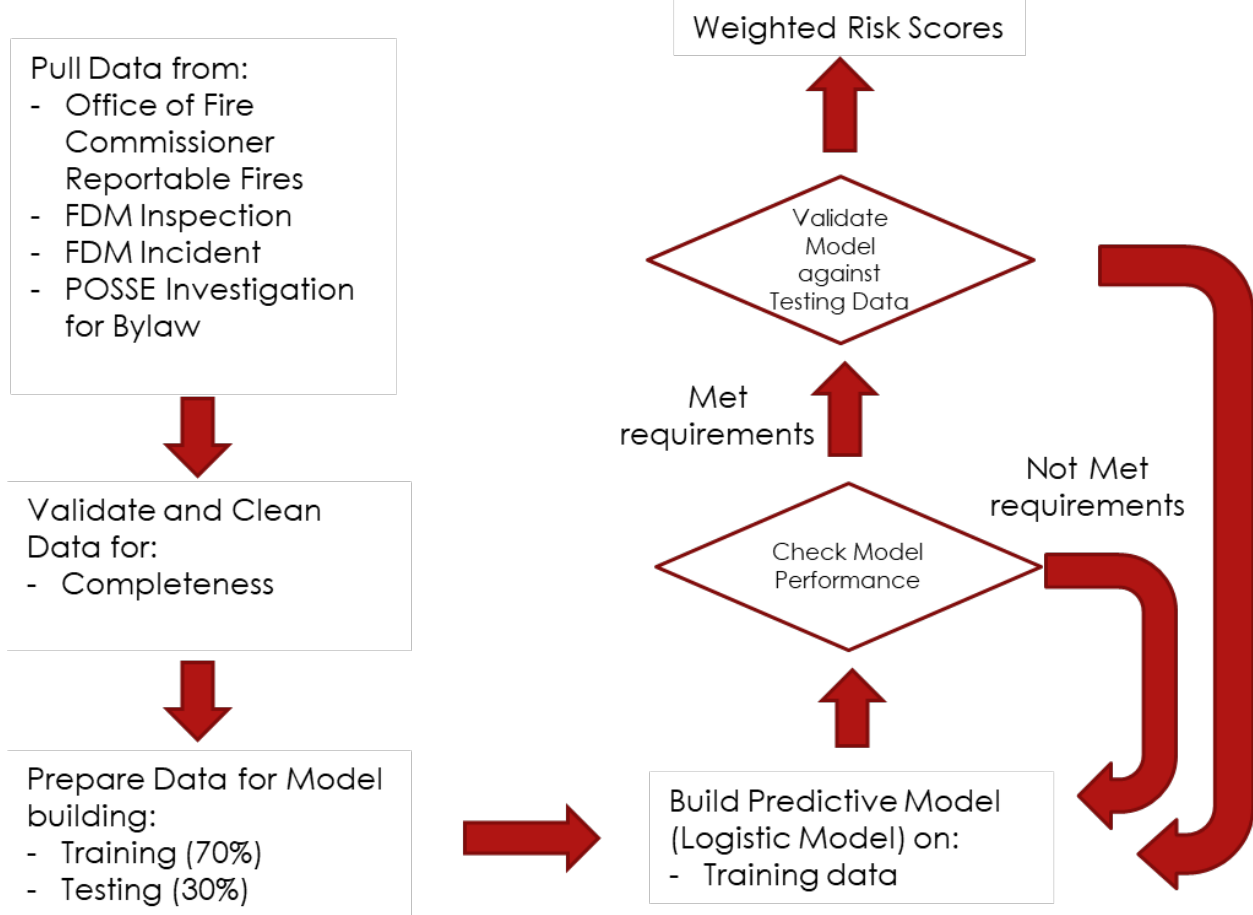 Pull Data from:
- Office of Fire
Commissioner
Reportable Fires
- FDM Inspection
- FDM Incident
- POSSE Investigation
for Bylaw
Validate and Clean
Data for:
- Completeness
Prepare Data for Model
building:
- Training (70%)
- Testing (30%)
Build Predictive Model
(Logistic Model) on:
- Training data
Check Model
Performance
Not Met
requirements
Met
requirements
Validate
Model
against
Testing Data
Weighted Risk Scores